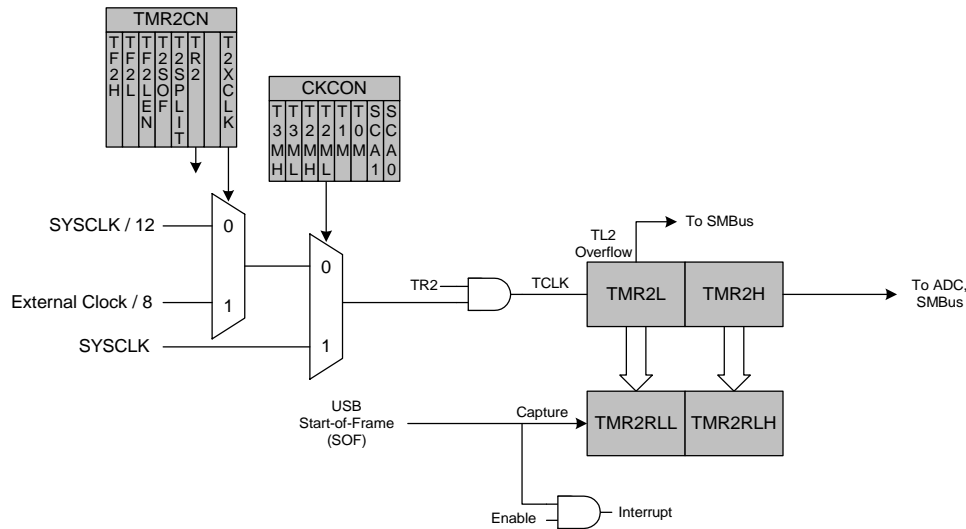 TMR2CN
TF2H
TF2L
TF2LEN
T2SOF
T2SPLIT
TR2
T2XCLK
CKCON
T3MH
T3ML
T2MH
T2ML
T1M
T0M
SCA1
SCA0
SYSCLK / 12
0
External Clock / 8
1
SYSCLK
0
1
TR2
TCLK
TL2
Overflow
To SMBus
TMR2L
TMR2H
To ADC,
SMBus
USB
Start-of-Frame
(SOF)
Capture
TMR2RLL
TMR2RLH
Enable
Interrupt